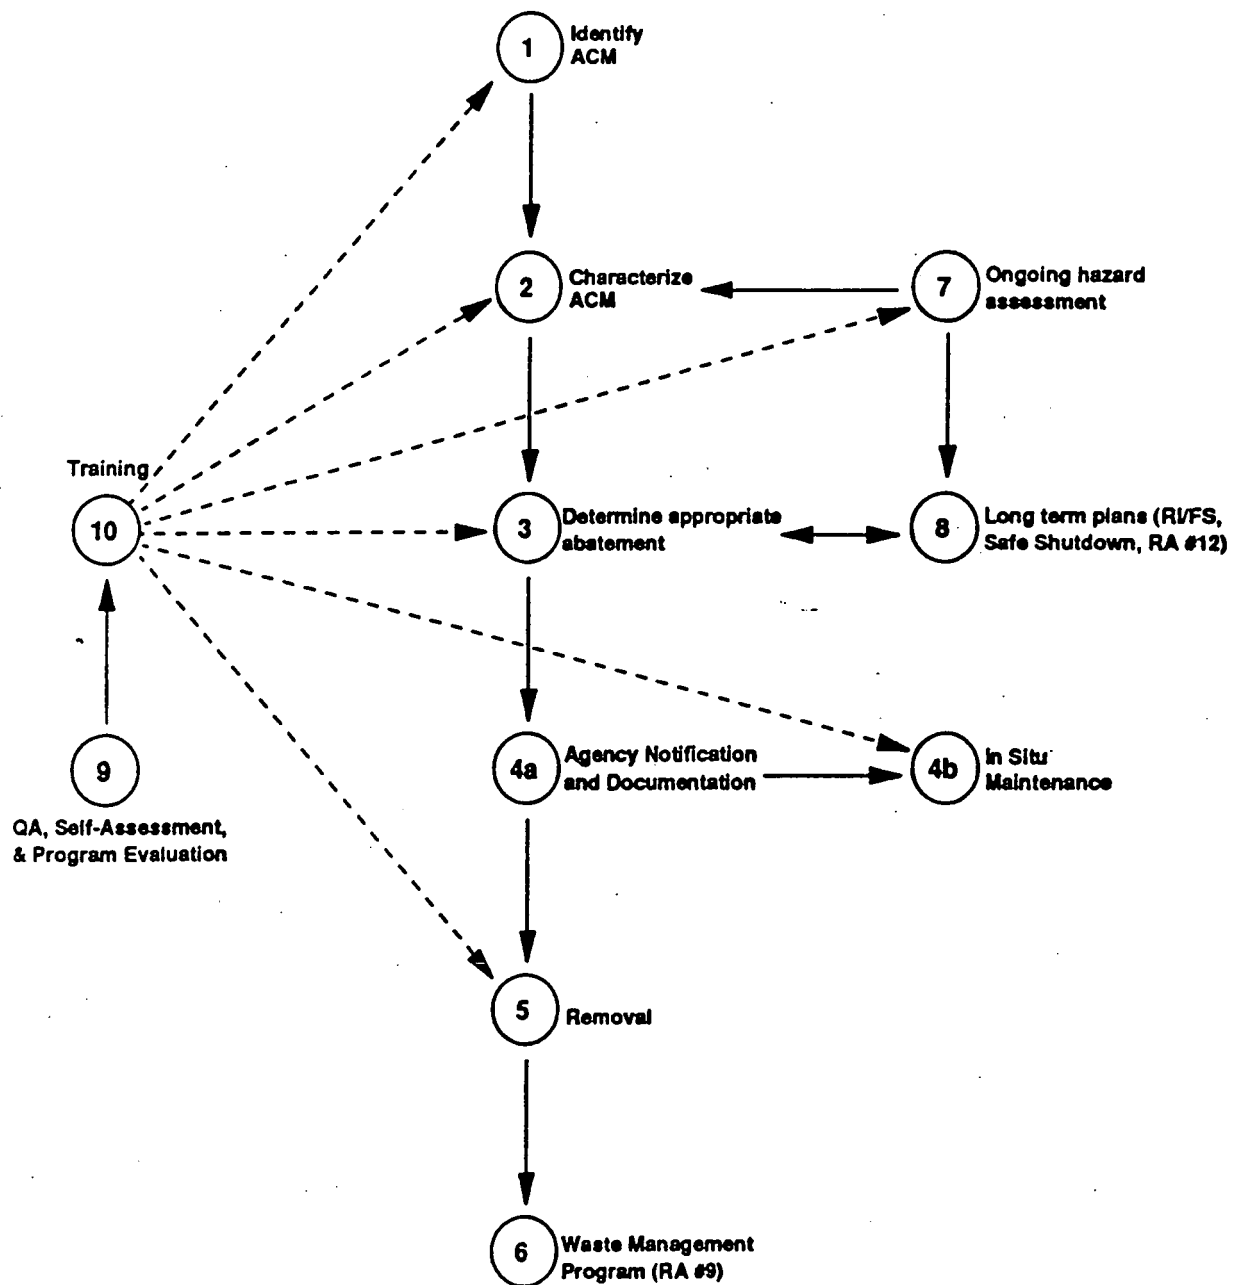 1
Identify
ACM
2
Characterize
ACM
7
Ongoing hazard
assessment
Training
10
3
Determine appropriate
abatement
8
Long term plans (RI/FS,
Safe Shutdown, RA #12)
9
QA, Self-Assessment,
& Program Evaluation
4a
Agency Notification
and Documentation
4b
In Situ
Maintenance
5
Removal
6
Waste Management
Program (RA #9)